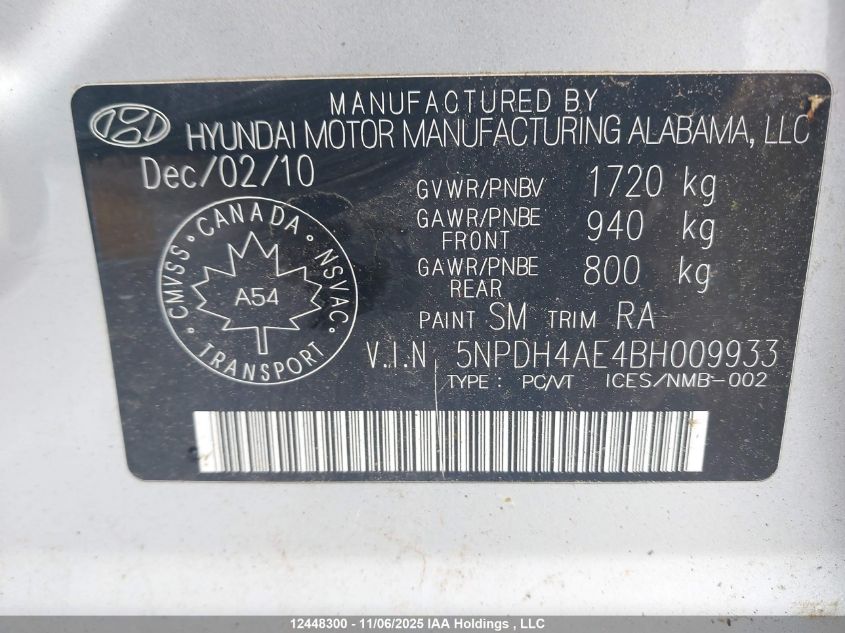 MANUFACTURED BY
HYUNDAI MOTOR MANUFACTURING ALABAMA, LLC
Dec/02/10
GVWR/PNBV 1720 kg
GAWR/PNBE FRONT 940 kg
GAWR/PNBE REAR 800 kg
PAINT SM TRIM RA
V.I.N 5NPDH4AE4BH009933
TYPE : PC/VT ICES/NMB-002
CMVSS · CANADA · NSVAC · TRANSPORT
A54
12448300 - 11/06/2025 IAA Holdings , LLC